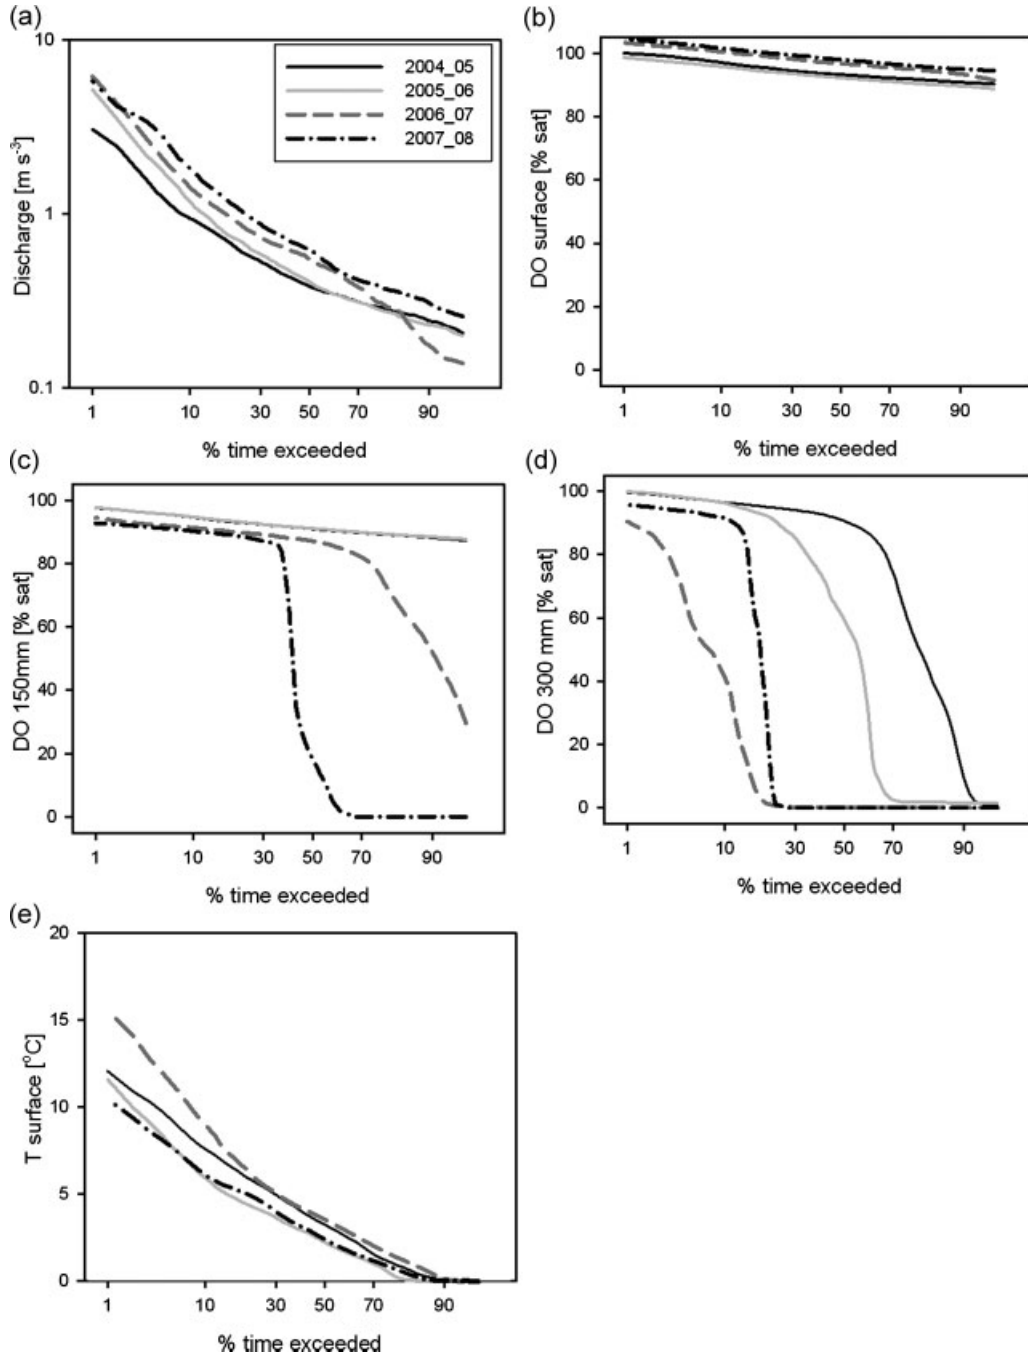 (a)
10
1
0.1
Discharge [m s-3]
2004_05
2005_06
2006_07
2007_08
1 10 30 50 70 90
% time exceeded
(b)
100
80
60
40
20
0
DO surface [% sat]
1 10 30 50 70 90
% time exceeded
(c)
100
80
60
40
20
0
DO 150mm [% sat]
1 10 30 50 70 90
% time exceeded
(d)
100
80
60
40
20
0
DO 300 mm [% sat]
1 10 30 50 70 90
% time exceeded
(e)
20
15
10
5
0
T surface [°C]
1 10 30 50 70 90
% time exceeded